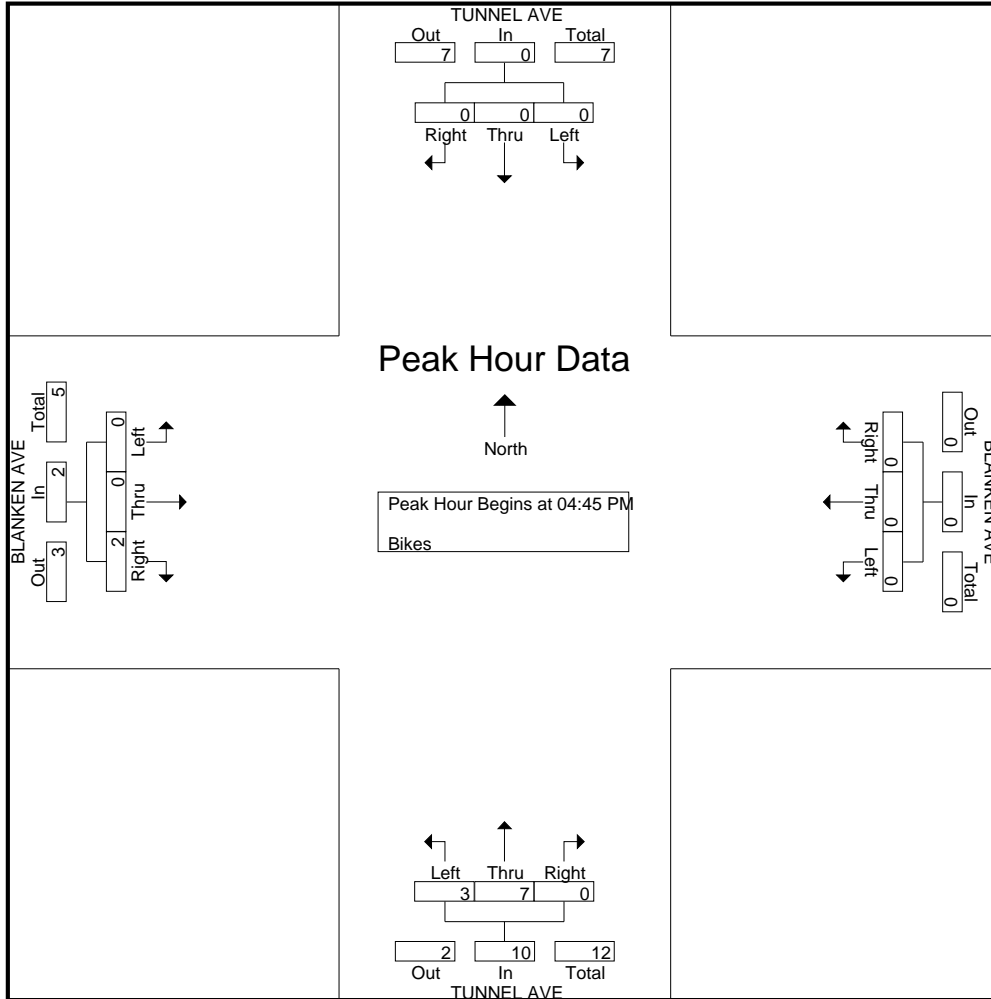 TUNNEL AVE
Out In Total
7 0 7
0 0 0
Right Thru Left
Peak Hour Data
North
Peak Hour Begins at 04:45 PM
Bikes
BLANKEN AVE
Out In Total
3 2 5
2 0 0
Right Thru Left
BLANKEN AVE
Out In Total
0 0 0
0 0 0
Right Thru Left
Left Thru Right
3 7 0
2 10 12
Out In Total
TUNNEL AVE